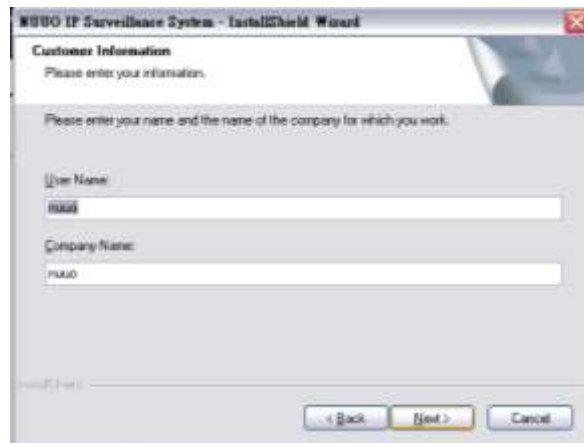 NUUO IP Surveillance System - InstallShield Wizard
Customer Information
Please enter your information.
Please enter your name and the name of the company for which you work.
User Name:
nuuo
Company Name:
nuuo
InstallShield
< Back
Next >
Cancel